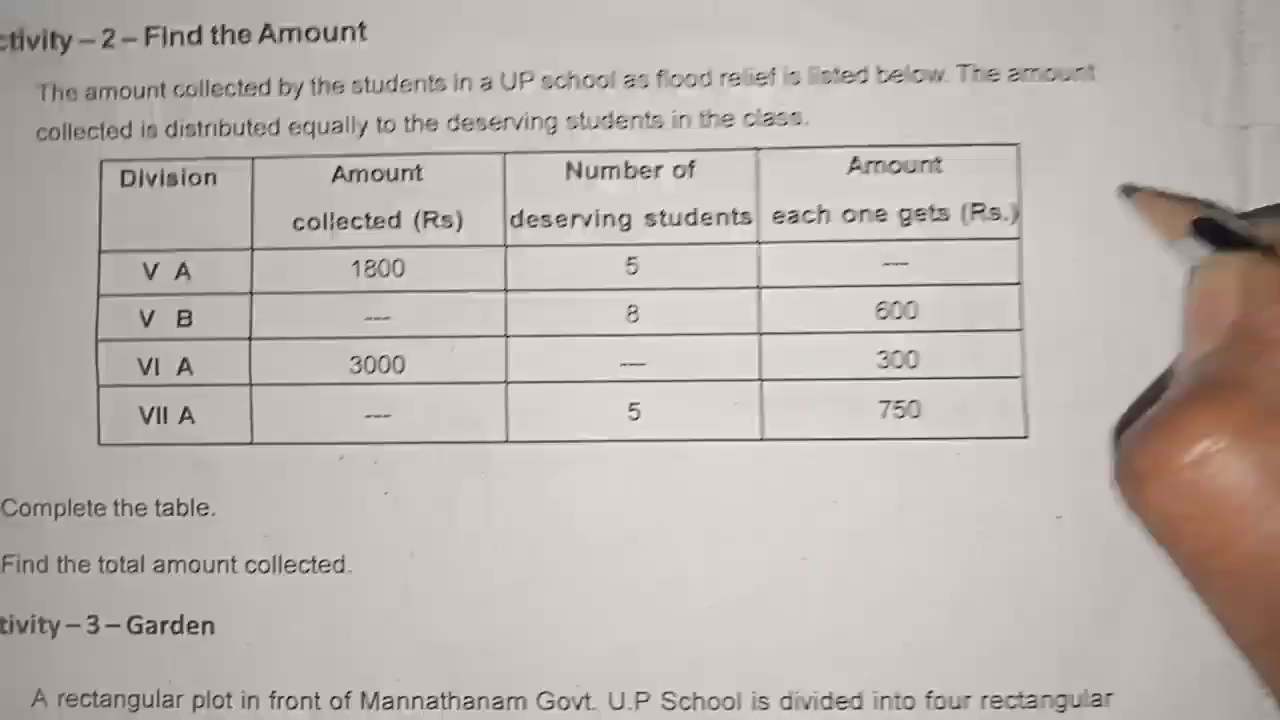 ctivity – 2 – Find the Amount
The amount collected by the students in a UP school as flood relief is listed below. The amount
collected is distributed equally to the deserving students in the class.
Division Amount collected (Rs) Number of deserving students Amount each one gets (Rs.)
V A 1800 5 ---
V B --- 8 600
VI A 3000 --- 300
VII A --- 5 750
Complete the table.
Find the total amount collected.
tivity – 3 – Garden
A rectangular plot in front of Mannathanam Govt. U.P School is divided into four rectangular